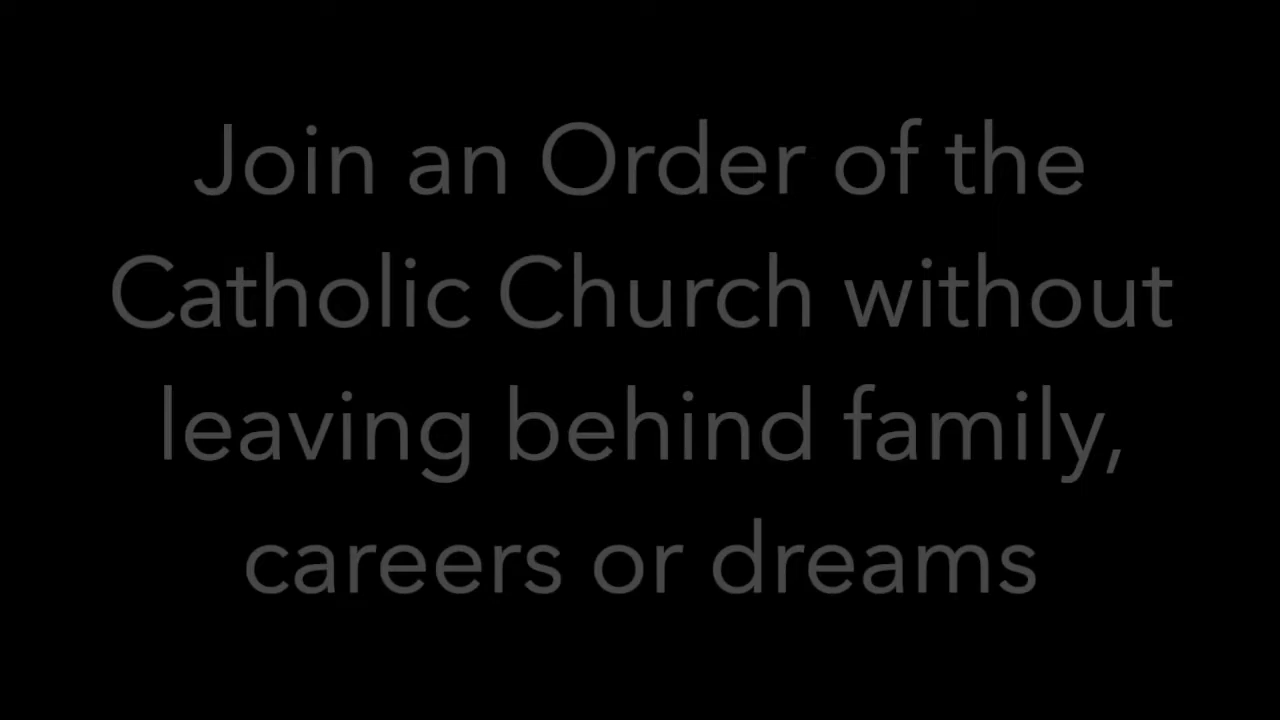 Join an Order of the
Catholic Church without
leaving behind family,
careers or dreams